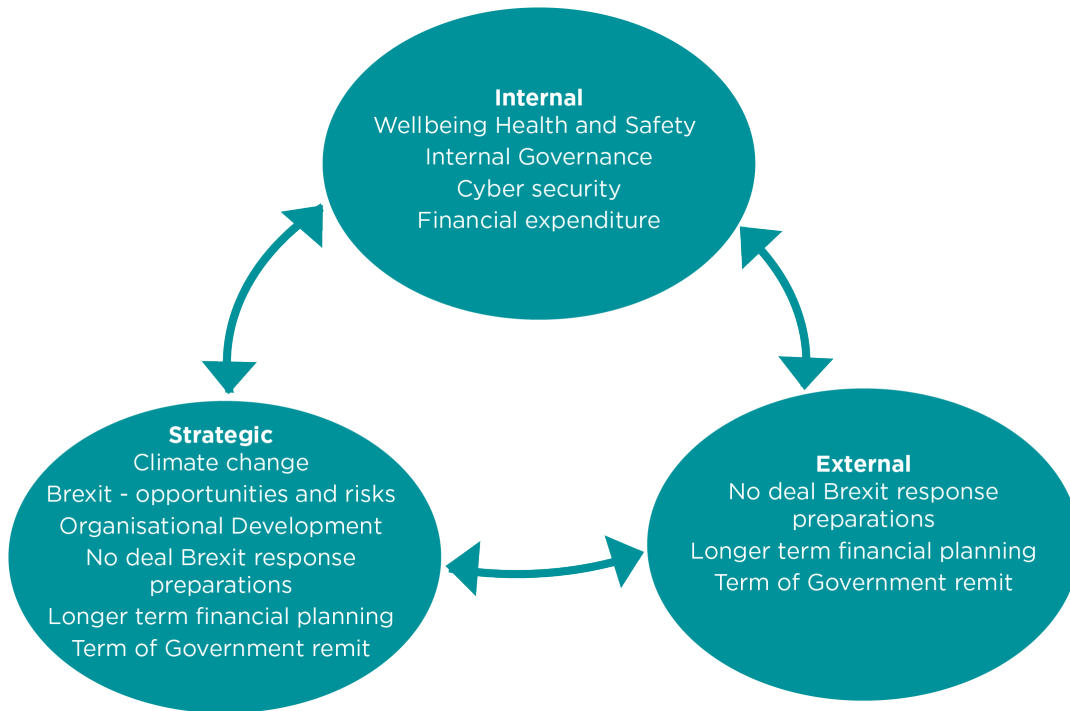 Internal
Wellbeing Health and Safety
Internal Governance
Cyber security
Financial expenditure
Strategic
Climate change
Brexit - opportunities and risks
Organisational Development
No deal Brexit response
preparations
Longer term financial planning
Term of Government remit
External
No deal Brexit response
preparations
Longer term financial planning
Term of Government remit